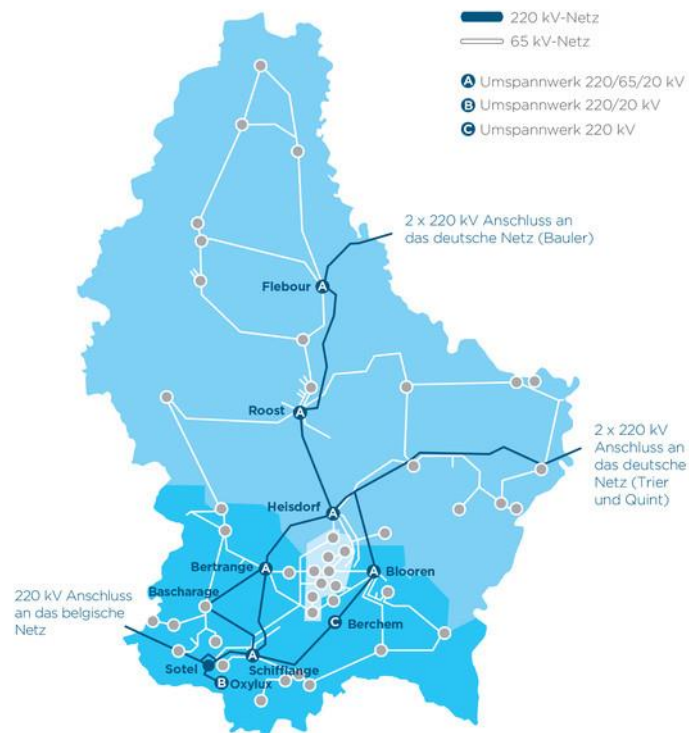 220 kV-Netz
65 kV-Netz
A Umspannwerk 220/65/20 kV
B Umspannwerk 220/20 kV
C Umspannwerk 220 kV
2 x 220 kV Anschluss an
das deutsche Netz (Bauler)
Flebour
A
Roost
A
2 x 220 kV
Anschluss an
das deutsche
Netz (Trier
und Quint)
Heisdorf
A
Bertrange
A
Blooren
A
Bascharage
220 kV Anschluss
an das belgische
Netz
C
Berchem
Sotel
A
Schifflange
B
Oxylux